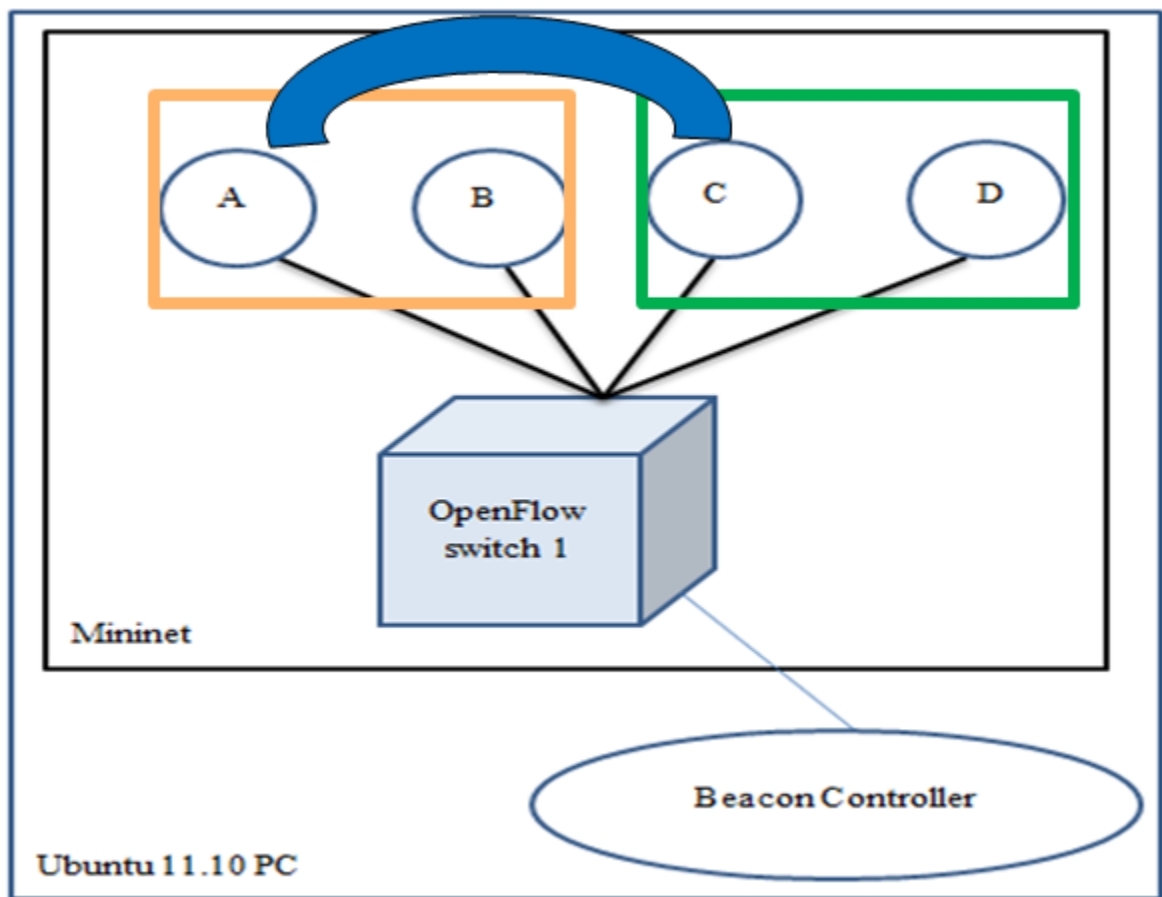 A
B
C
D
OpenFlow
switch 1
Mininet
Beacon Controller
Ubuntu 11.10 PC